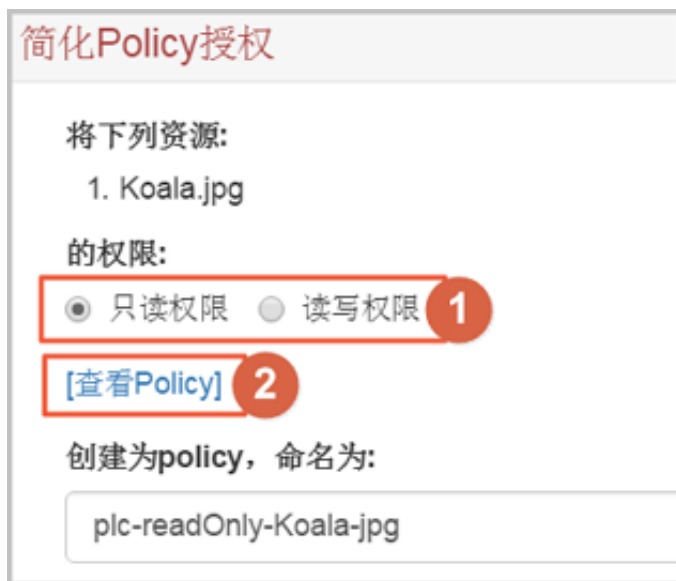 简化Policy授权
将下列资源:
1. Koala.jpg
的权限:
只读权限 读写权限 1
[查看Policy] 2
创建为policy，命名为:
plc-readOnly-Koala-jpg